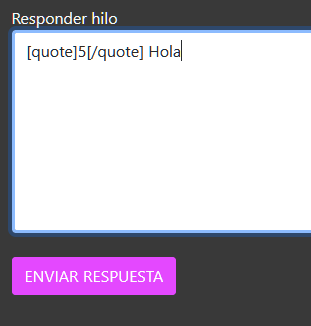 Responder hilo
[quote]5[/quote] Hola
ENVIAR RESPUESTA